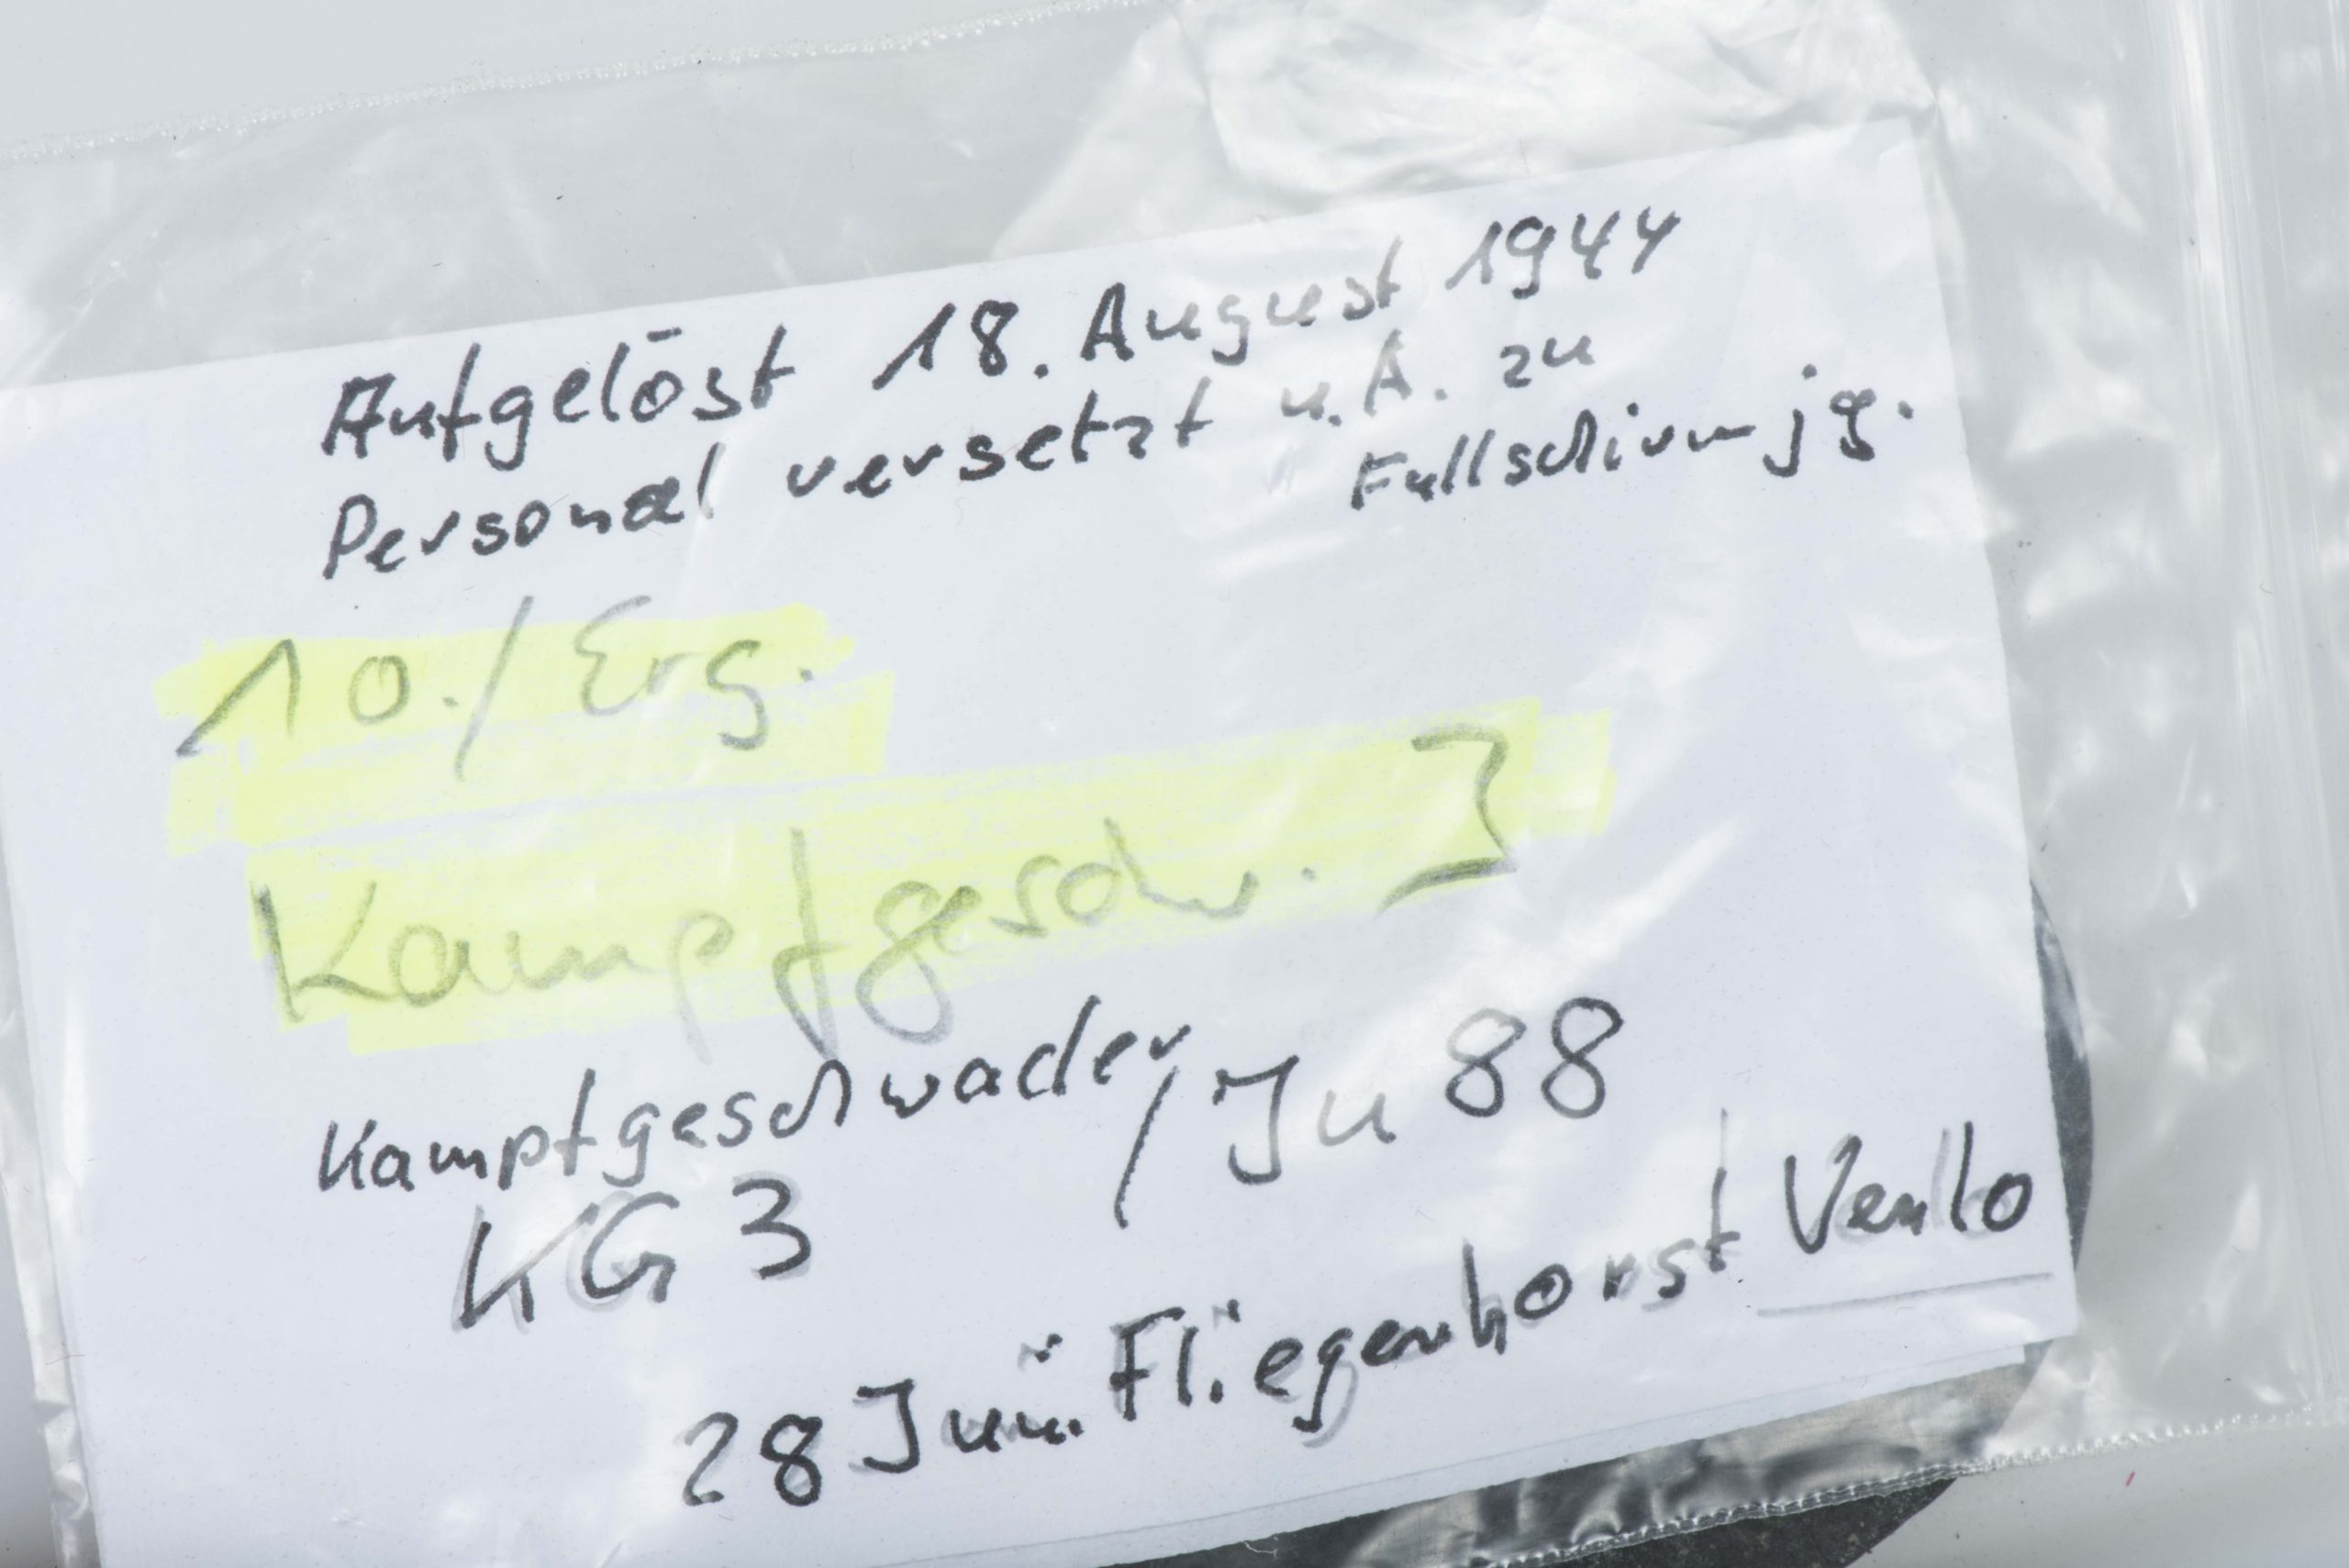 Aufgelöst 18. August 1944
Personal versetzt u.A. zu
Fallschirmjg.
10./Erg.
Kampfgeschw. 3
Kampfgeschwader / Ju 88
KG 3
28 Juni Fliegerhorst Venlo